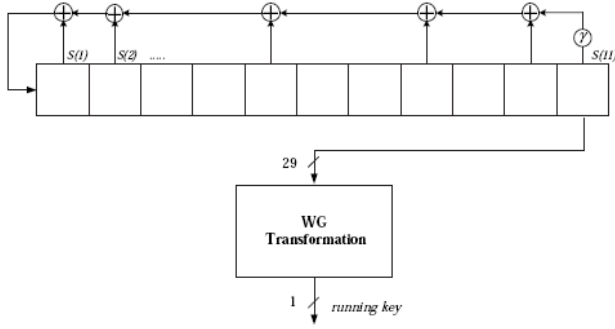 γ
S(1) S(2) ..... S(11)
29
WG
Transformation
1
running key